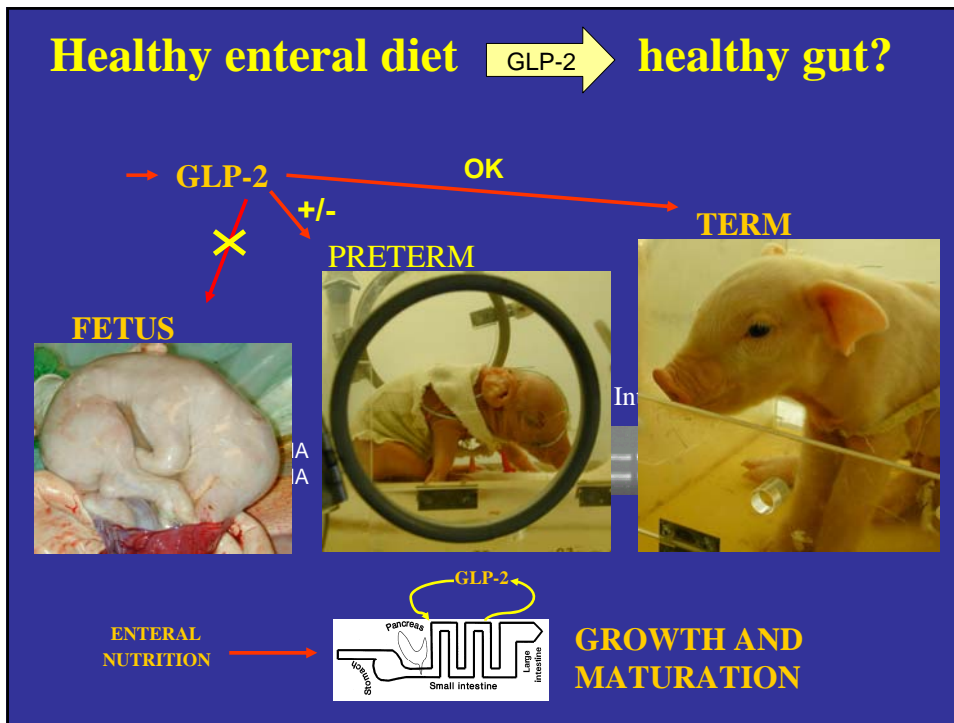 Healthy enteral diet GLP-2 healthy gut?
GLP-2
OK
+/-
TERM
PRETERM
FETUS
GLP-2
ENTERAL
NUTRITION
Pancreas
Stomach
Small intestine
Large
intestine
GROWTH AND
MATURATION